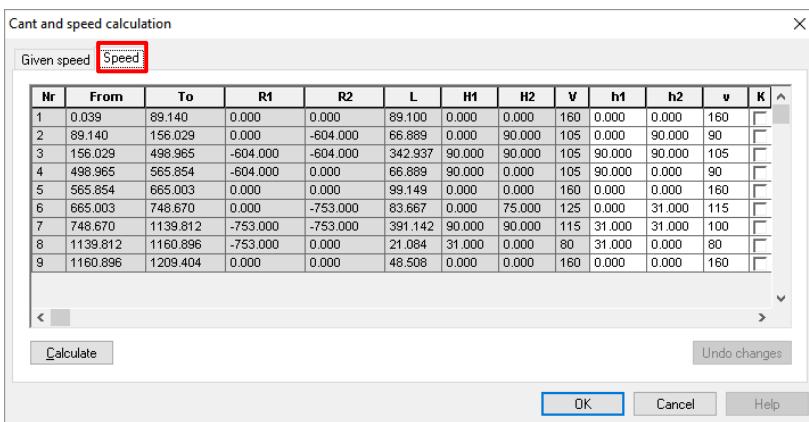 Cant and speed calculation
Given speed Speed
Nr From To R1 R2 L H1 H2 V h1 h2 v K
1 0.039 89.140 0.000 0.000 89.100 0.000 0.000 160 0.000 0.000 160
2 89.140 156.029 0.000 -604.000 66.889 0.000 90.000 105 0.000 90.000 90
3 156.029 498.965 -604.000 -604.000 342.937 90.000 90.000 105 90.000 90.000 105
4 498.965 565.854 -604.000 0.000 66.889 90.000 0.000 105 90.000 0.000 90
5 565.854 665.003 0.000 0.000 99.149 0.000 0.000 160 0.000 0.000 160
6 665.003 748.670 0.000 -753.000 83.667 0.000 75.000 125 0.000 31.000 115
7 748.670 1139.812 -753.000 -753.000 391.142 90.000 90.000 115 31.000 31.000 100
8 1139.812 1160.896 -753.000 0.000 21.084 31.000 0.000 80 31.000 0.000 80
9 1160.896 1209.404 0.000 0.000 48.508 0.000 0.000 160 0.000 0.000 160
Calculate Undo changes
OK Cancel Help